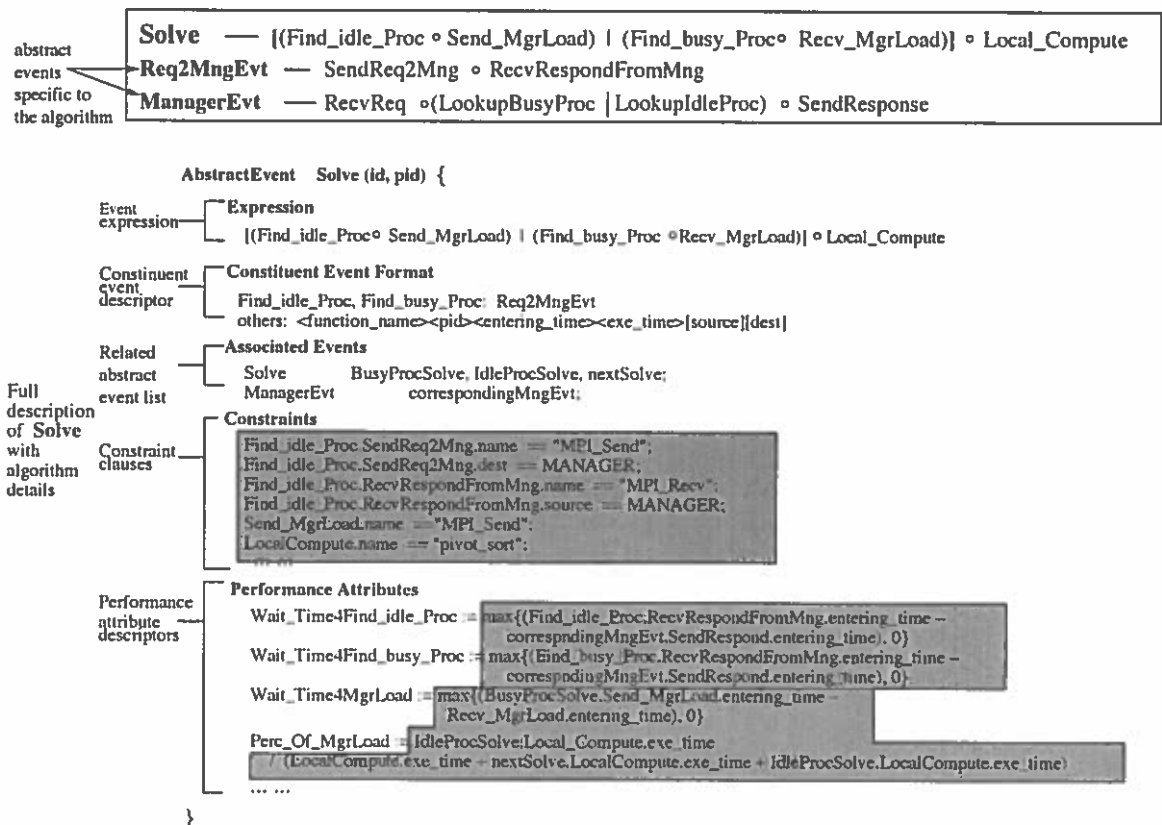 abstract
events
specific to
the algorithm
Solve — [(Find_idle_Proc ∘ Send_MgrLoad) | (Find_busy_Proc∘ Recv_MgrLoad)] ∘ Local_Compute
Req2MngEvt — SendReq2Mng ∘ RecvRespondFromMng
ManagerEvt — RecvReq ∘(LookupBusyProc | LookupIdleProc) ∘ SendResponse
AbstractEvent Solve (id, pid) {
Event
expression
Expression
[(Find_idle_Proc∘ Send_MgrLoad) | (Find_busy_Proc ∘Recv_MgrLoad)] ∘ Local_Compute
Constinuent
event
descriptor
Constituent Event Format
Find_idle_Proc, Find_busy_Proc: Req2MngEvt
others: <function_name><pid><entering_time><exe_time>[source][dest]
Related
abstract
event list
Associated Events
Solve BusyProcSolve, IdleProcSolve, nextSolve;
ManagerEvt correspondingMngEvt;
Full
description
of Solve
with
algorithm
details
Constraint
clauses
Constraints
Find_idle_Proc.SendReq2Mng.name == "MPI_Send";
Find_idle_Proc.SendReq2Mng.dest == MANAGER;
Find_idle_Proc.RecvRespondFromMng.name == "MPI_Recv";
Find_idle_Proc.RecvRespondFromMng.source == MANAGER;
Send_MgrLoad.name =="MPI_Send";
LocalCompute.name == "pivot_sort";
... ...
Performance
attribute
descriptors
Performance Attributes
Wait_Time4Find_idle_Proc := max{(Find_idle_Proc.RecvRespondFromMng.entering_time –
correspndingMngEvt.SendRespond.entering_time), 0}
Wait_Time4Find_busy_Proc := max{(Find_busy_Proc.RecvRespondFromMng.entering_time –
correspndingMngEvt.SendRespond.entering_time), 0}
Wait_Time4MgrLoad := max{(BusyProcSolve.Send_MgrLoad.entering_time –
Recv_MgrLoad.entering_time), 0}
Perc_Of_MgrLoad := IdleProcSolve.Local_Compute.exe_time
/ (LocalCompute.exe_time + nextSolve.LocalCompute.exe_time + IdleProcSolve.LocalCompute.exe_time)
... ...
}